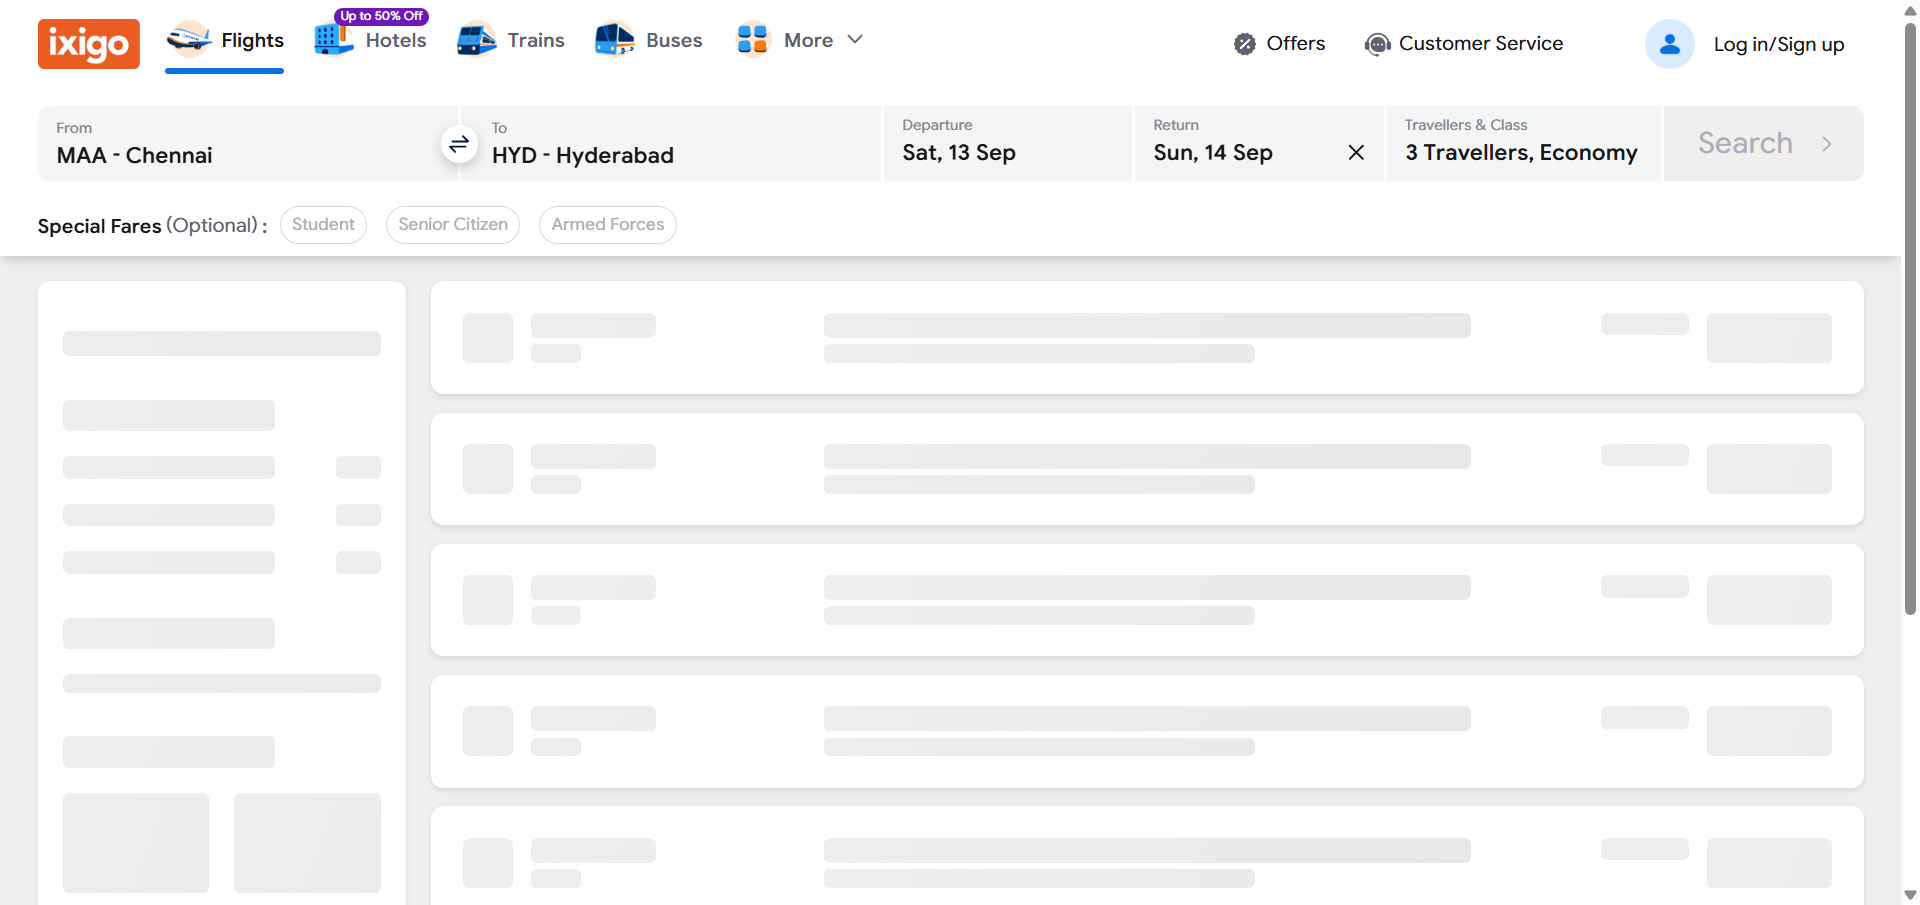 ixigo
Flights
Up to 50% Off
Hotels
Trains
Buses
More
Offers
Customer Service
Log in/Sign up
From
MAA - Chennai
To
HYD - Hyderabad
Departure
Sat, 13 Sep
Return
Sun, 14 Sep
Travellers & Class
3 Travellers, Economy
Search
Special Fares (Optional) :
Student
Senior Citizen
Armed Forces